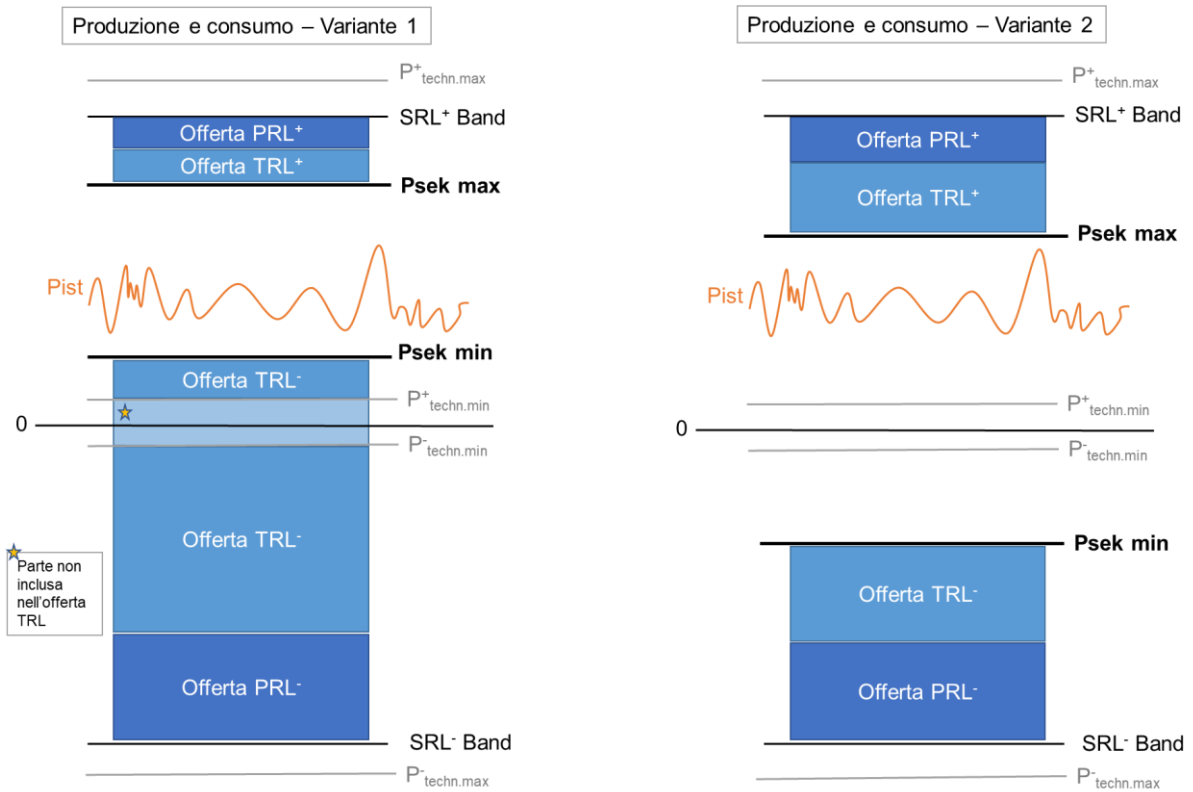 Produzione e consumo – Variante 1
P⁺techn.max
SRL⁺ Band
Offerta PRL⁺
Offerta TRL⁺
Psek max
Pist
Psek min
Offerta TRL⁻
P⁺techn.min
0
P⁻techn.min
Offerta TRL⁻
Parte non
inclusa
nell'offerta
TRL
Offerta PRL⁻
SRL⁻ Band
P⁻techn.max
Produzione e consumo – Variante 2
P⁺techn.max
SRL⁺ Band
Offerta PRL⁺
Offerta TRL⁺
Psek max
Pist
P⁺techn.min
0
P⁻techn.min
Psek min
Offerta TRL⁻
Offerta PRL⁻
SRL⁻ Band
P⁻techn.max